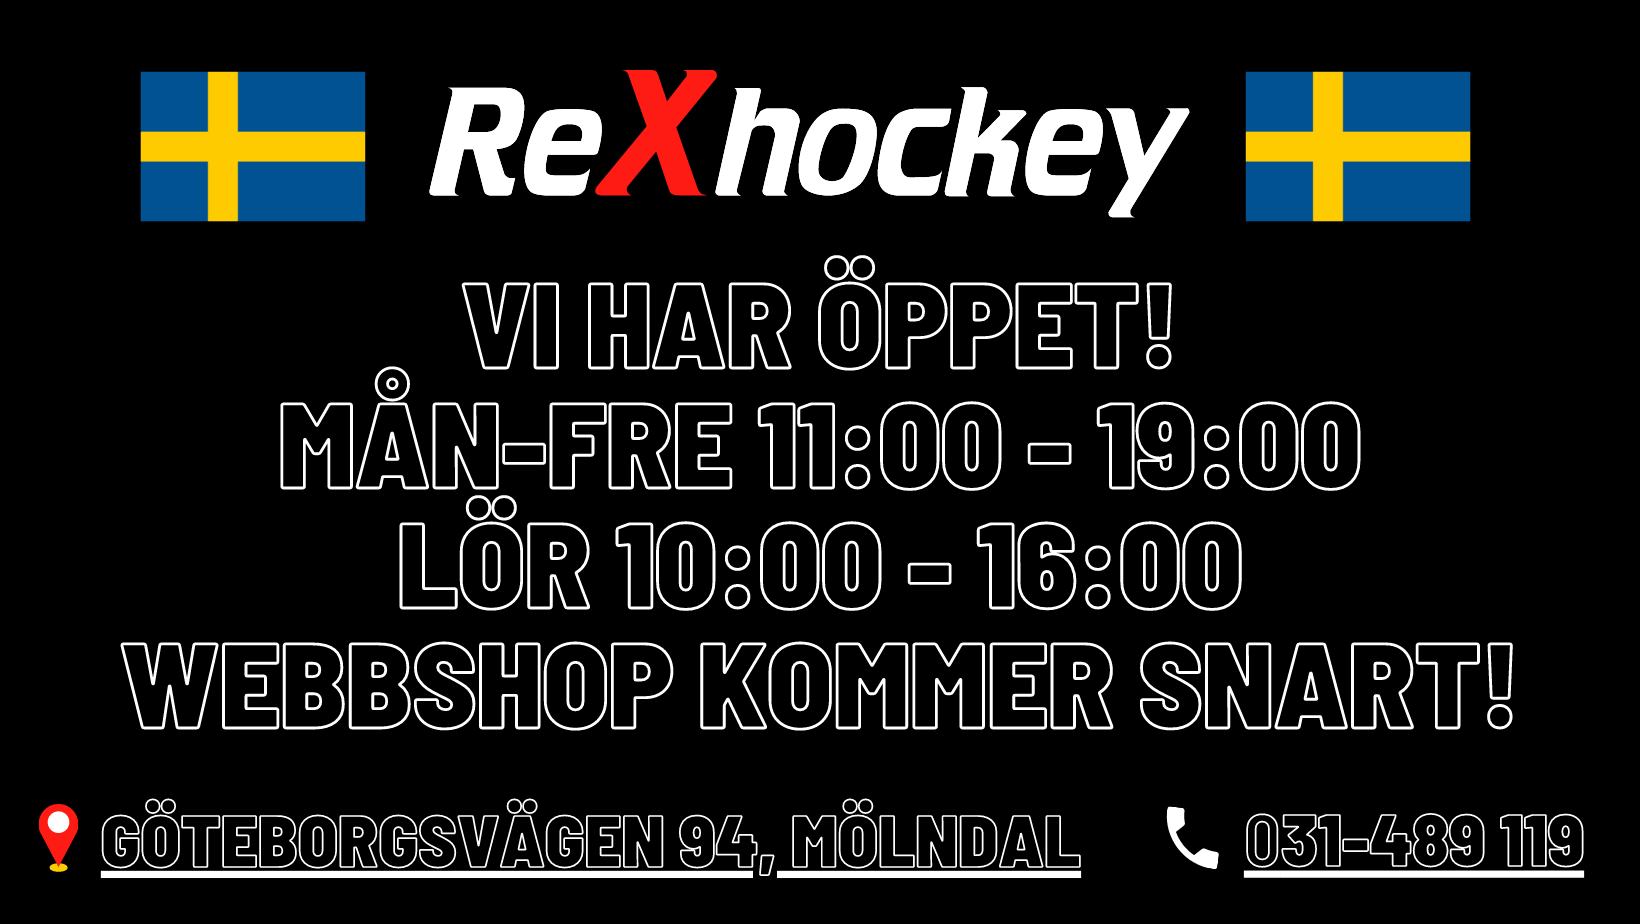 ReXhockey
VI HAR ÖPPET!
MÅN-FRE 11:00 - 19:00
LÖR 10:00 - 16:00
WEBBSHOP KOMMER SNART!
GÖTEBORGSVÄGEN 94, MÖLNDAL
031-489 119